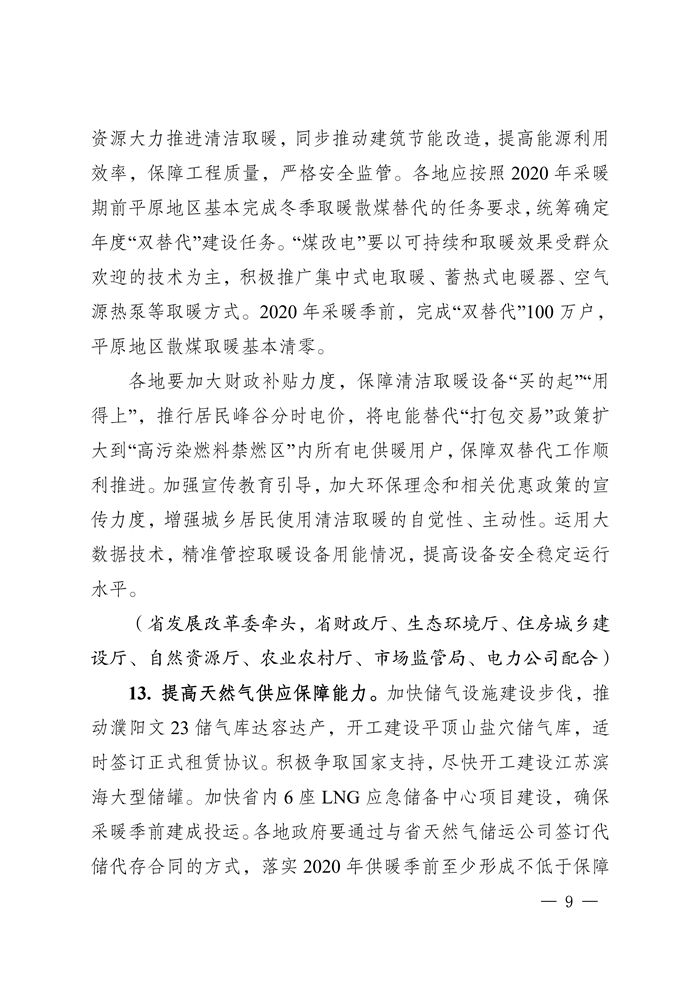 资源大力推进清洁取暖，同步推动建筑节能改造，提高能源利用
效率，保障工程质量，严格安全监管。各地应按照 2020 年采暖
期前平原地区基本完成冬季取暖散煤替代的任务要求，统筹确定
年度“双替代”建设任务。“煤改电”要以可持续和取暖效果受群众
欢迎的技术为主，积极推广集中式电取暖、蓄热式电暖器、空气
源热泵等取暖方式。2020 年采暖季前，完成“双替代”100 万户，
平原地区散煤取暖基本清零。
各地要加大财政补贴力度，保障清洁取暖设备“买的起”“用
得上”，推行居民峰谷分时电价，将电能替代“打包交易”政策扩
大到“高污染燃料禁燃区”内所有电供暖用户，保障双替代工作顺
利推进。加强宣传教育引导，加大环保理念和相关优惠政策的宣
传力度，增强城乡居民使用清洁取暖的自觉性、主动性。运用大
数据技术，精准管控取暖设备用能情况，提高设备安全稳定运行
水平。
（省发展改革委牵头，省财政厅、生态环境厅、住房城乡建
设厅、自然资源厅、农业农村厅、市场监管局、电力公司配合）
13. 提高天然气供应保障能力。加快储气设施建设步伐，推
动濮阳文 23 储气库达容达产，开工建设平顶山盐穴储气库，适
时签订正式租赁协议。积极争取国家支持，尽快开工建设江苏滨
海大型储罐。加快省内 6 座 LNG 应急储备中心项目建设，确保
采暖季前建成投运。各地政府要通过与省天然气储运公司签订代
储代存合同的方式，落实 2020 年供暖季前至少形成不低于保障
— 9 —